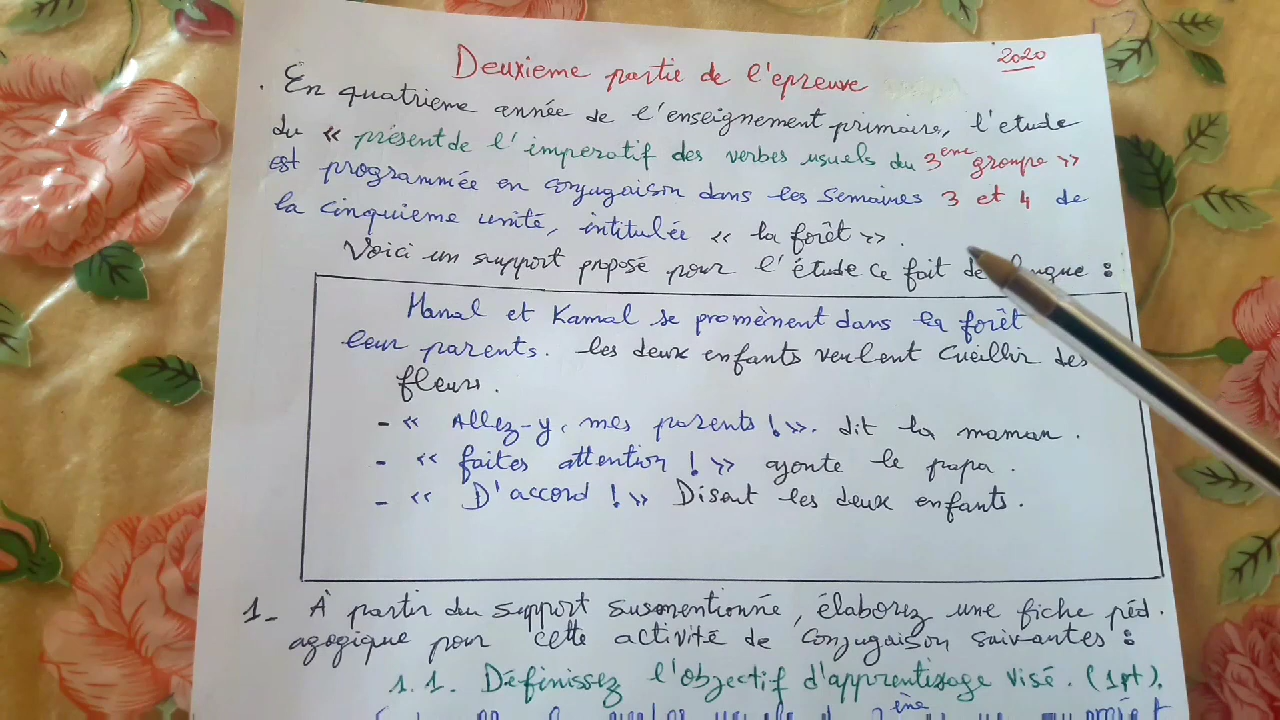 2020
Deuxieme partie de l'épreuve
. En quatrieme année de l'enseignement primaire, l'etude
du « présent de l'imperatif des verbes usuels du 3eme groupe »
est programmée en conjugaison dans les semaines 3 et 4 de
la cinquieme unité, intitulée « la forêt ».
Voici un support proposé pour l'étude ce fait de langue :
Manal et Kamal se promènent dans la forêt
leur parents. les deux enfants veulent cueillir des
fleurs.
- « Allez-y, mes parents ! ». dit la maman.
- « faites attention ! » ajoute le papa.
- « D'accord ! » Disent les deux enfants.
1- À partir du support susmentionné, élaborez une fiche péd.
agogique pour cette activité de conjugaison suivantes :
1.1. Définissez l'objectif d'apprentissage visé. (1pt).